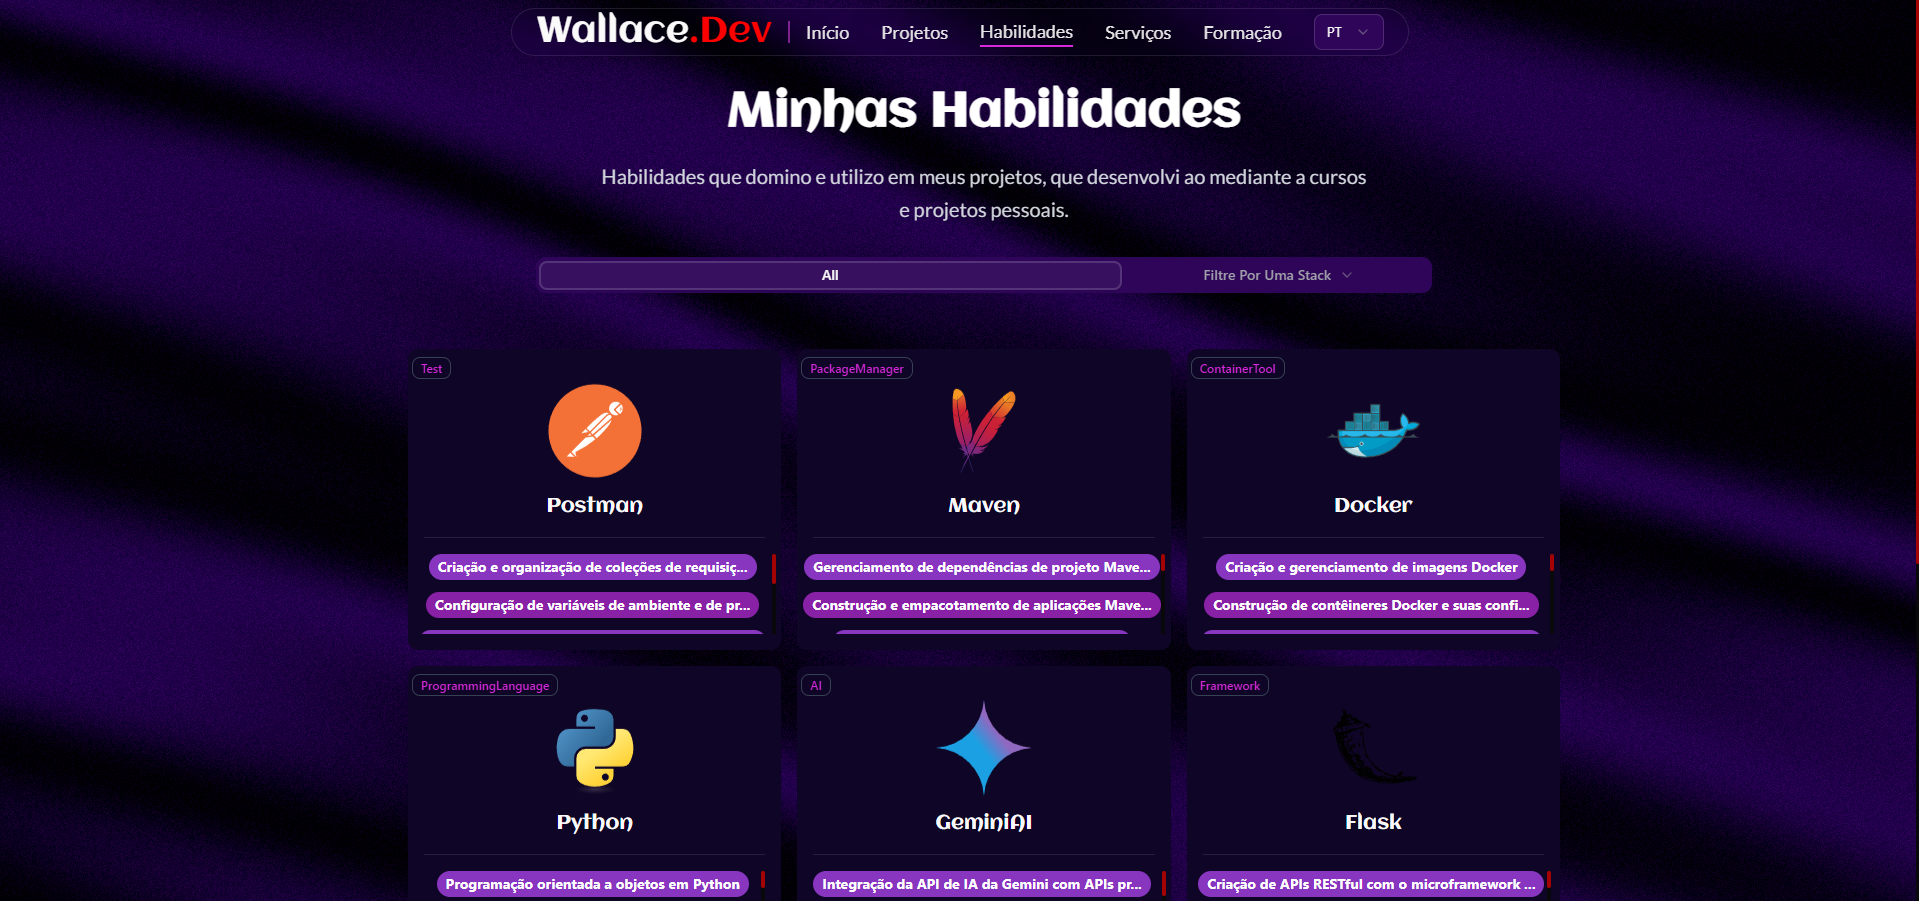 Wallace.Dev
Início
Projetos
Habilidades
Serviços
Formação
PT
Minhas Habilidades
Habilidades que domino e utilizo em meus projetos, que desenvolvi ao mediante a cursos
e projetos pessoais.
All
Filtre Por Uma Stack
Test
Postman
Criação e organização de coleções de requisiç...
Configuração de variáveis de ambiente e de pr...
PackageManager
Maven
Gerenciamento de dependências de projeto Mave...
Construção e empacotamento de aplicações Mave...
ContainerTool
Docker
Criação e gerenciamento de imagens Docker
Construção de contêineres Docker e suas confi...
ProgrammingLanguage
Python
Programação orientada a objetos em Python
AI
GeminiAI
Integração da API de IA da Gemini com APIs pr...
Framework
Flask
Criação de APIs RESTful com o microframework ...